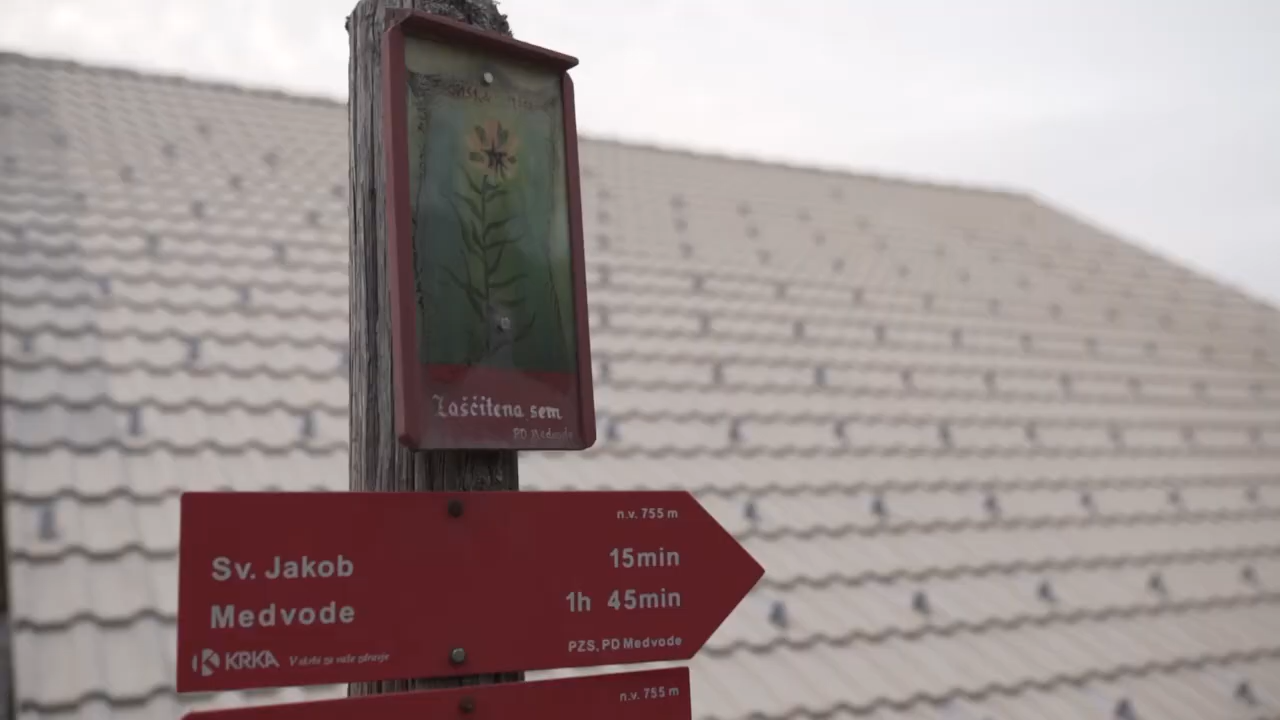 Zaščitena sem
PD Medvode
n.v. 755 m
Sv. Jakob 15min
Medvode 1h 45min
PZS, PD Medvode
KRKA V skrbi za vaše zdravje
n.v. 755 m